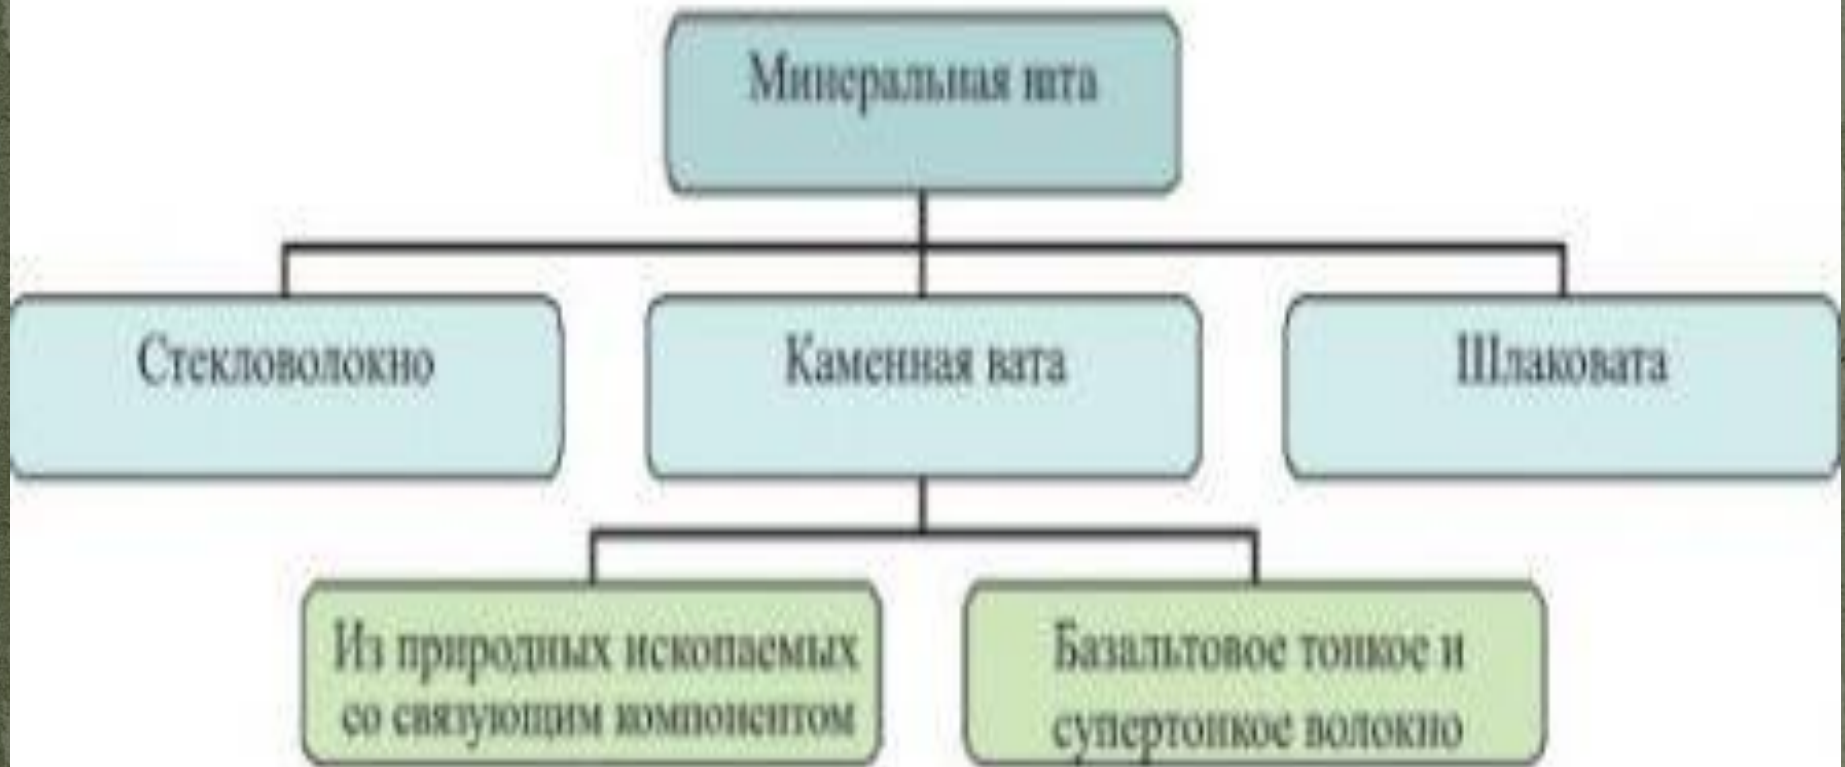 Минеральная вата
Стекловолокно
Каменная вата
Шлаковата
Из природных ископаемых
со связующим компонентом
Базальтовое тонкое и
супертонкое волокно